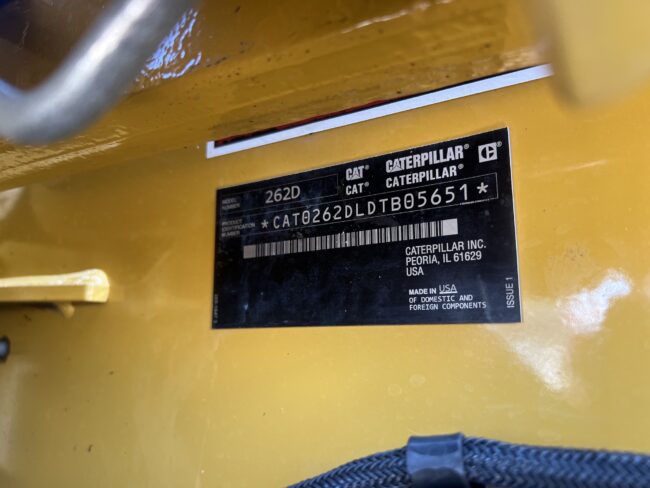 MODEL NUMBER 262D
CAT® CATERPILLAR®
CAT® CATERPILLAR®
PRODUCT IDENTIFICATION NUMBER
*CAT0262DLDTB05651*
CATERPILLAR INC.
PEORIA, IL 61629
USA
MADE IN USA
OF DOMESTIC AND
FOREIGN COMPONENTS
ISSUE 1